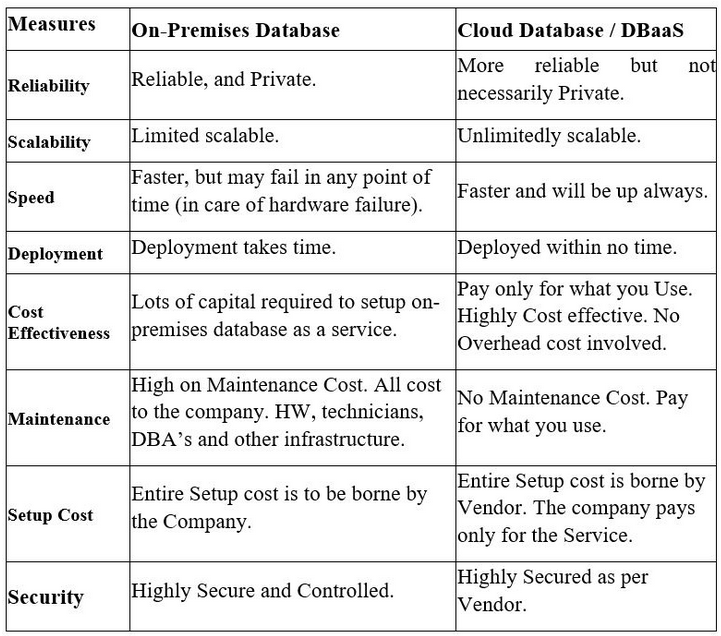 Measures
On-Premises Database
Cloud Database / DBaaS
Reliability
Reliable, and Private.
More reliable but not
necessarily Private.
Scalability
Limited scalable.
Unlimitedly scalable.
Speed
Faster, but may fail in any point of
time (in care of hardware failure).
Faster and will be up always.
Deployment
Deployment takes time.
Deployed within no time.
Cost
Effectiveness
Lots of capital required to setup on-
premises database as a service.
Pay only for what you Use.
Highly Cost effective. No
Overhead cost involved.
Maintenance
High on Maintenance Cost. All cost
to the company. HW, technicians,
DBA’s and other infrastructure.
No Maintenance Cost. Pay
for what you use.
Setup Cost
Entire Setup cost is to be borne by
the Company.
Entire Setup cost is borne by
Vendor. The company pays
only for the Service.
Security
Highly Secure and Controlled.
Highly Secured as per
Vendor.